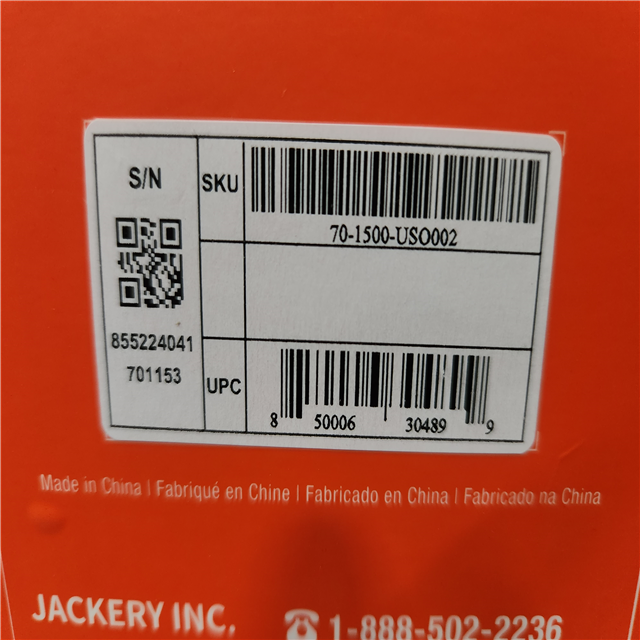 S/N
855224041
701153
SKU
70-1500-USO002
UPC
8 50006 30489 9
Made in China | Fabriqué en Chine | Fabricado en China | Fabricado na China
JACKERY INC.
1-888-502-2236